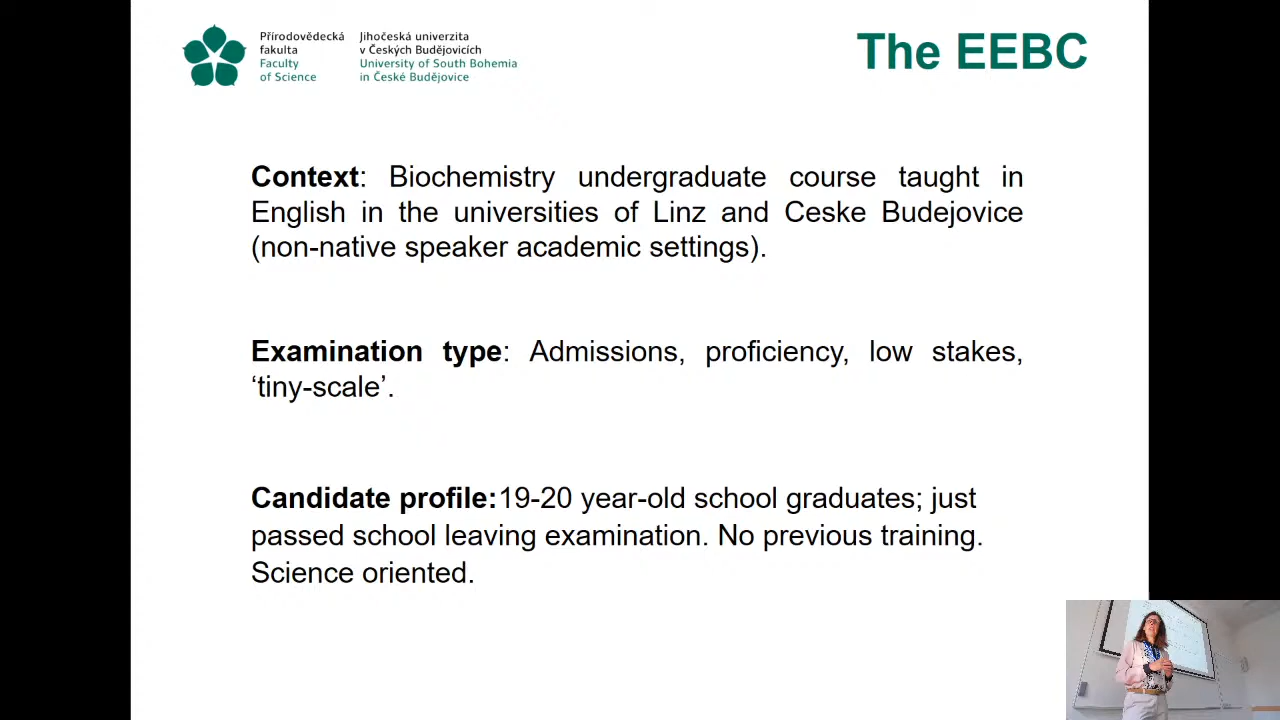 Přírodovědecká
fakulta
Faculty
of Science
Jihočeská univerzita
v Českých Budějovicích
University of South Bohemia
in České Budějovice
The EEBC
Context: Biochemistry undergraduate course taught in
English in the universities of Linz and Ceske Budejovice
(non-native speaker academic settings).
Examination type: Admissions, proficiency, low stakes,
‘tiny-scale’.
Candidate profile:19-20 year-old school graduates; just
passed school leaving examination. No previous training.
Science oriented.